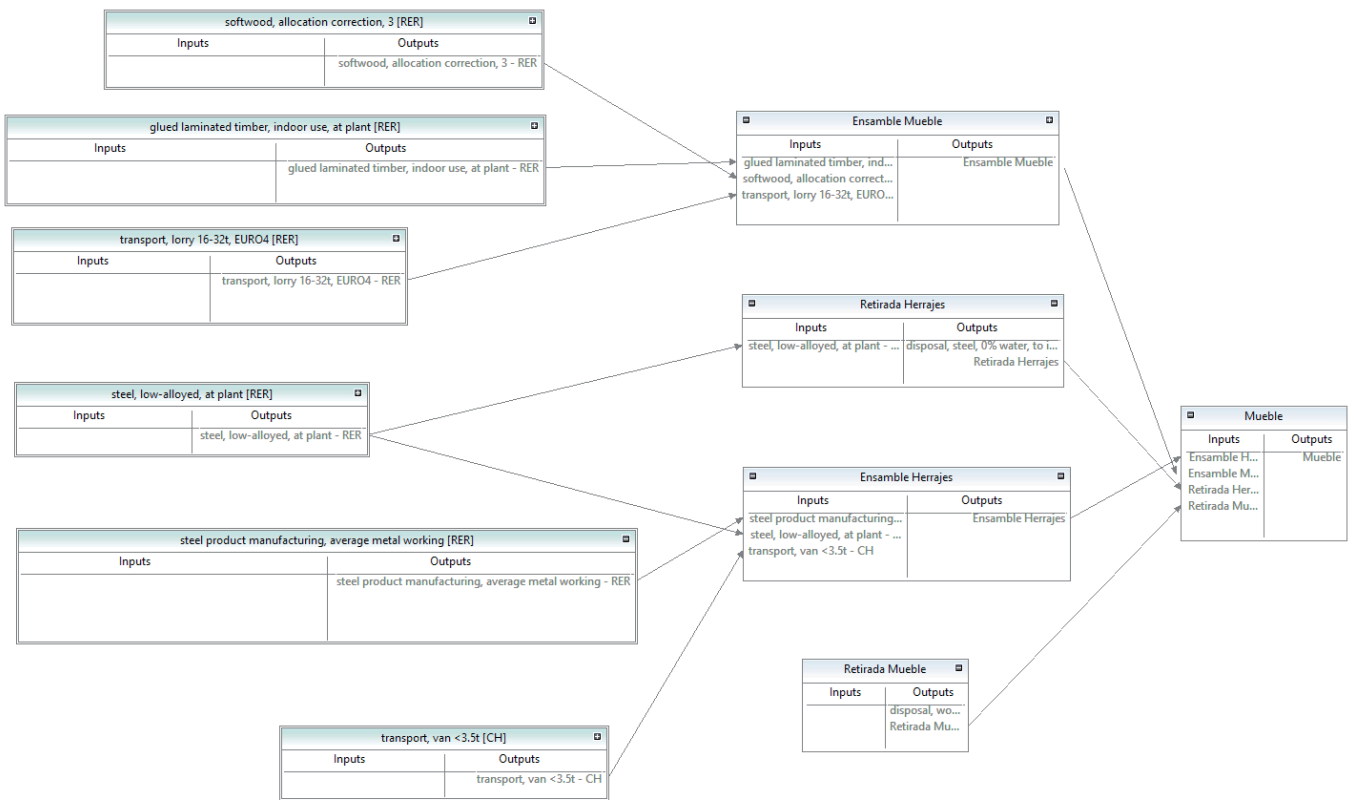 softwood, allocation correction, 3 [RER]
Inputs Outputs
softwood, allocation correction, 3 - RER
glued laminated timber, indoor use, at plant [RER]
Inputs Outputs
glued laminated timber, indoor use, at plant - RER
transport, lorry 16-32t, EURO4 [RER]
Inputs Outputs
transport, lorry 16-32t, EURO4 - RER
steel, low-alloyed, at plant [RER]
Inputs Outputs
steel, low-alloyed, at plant - RER
steel product manufacturing, average metal working [RER]
Inputs Outputs
steel product manufacturing, average metal working - RER
transport, van <3.5t [CH]
Inputs Outputs
transport, van <3.5t - CH
Ensamble Mueble
Inputs Outputs
glued laminated timber, ind... Ensamble Mueble
softwood, allocation correct...
transport, lorry 16-32t, EURO...
Retirada Herrajes
Inputs Outputs
steel, low-alloyed, at plant - ... disposal, steel, 0% water, to i...
Retirada Herrajes
Ensamble Herrajes
Inputs Outputs
steel product manufacturing... Ensamble Herrajes
steel, low-alloyed, at plant - ...
transport, van <3.5t - CH
Retirada Mueble
Inputs Outputs
disposal, wo...
Retirada Mu...
Mueble
Inputs Outputs
Ensamble H... Mueble
Ensamble M...
Retirada Her...
Retirada Mu...